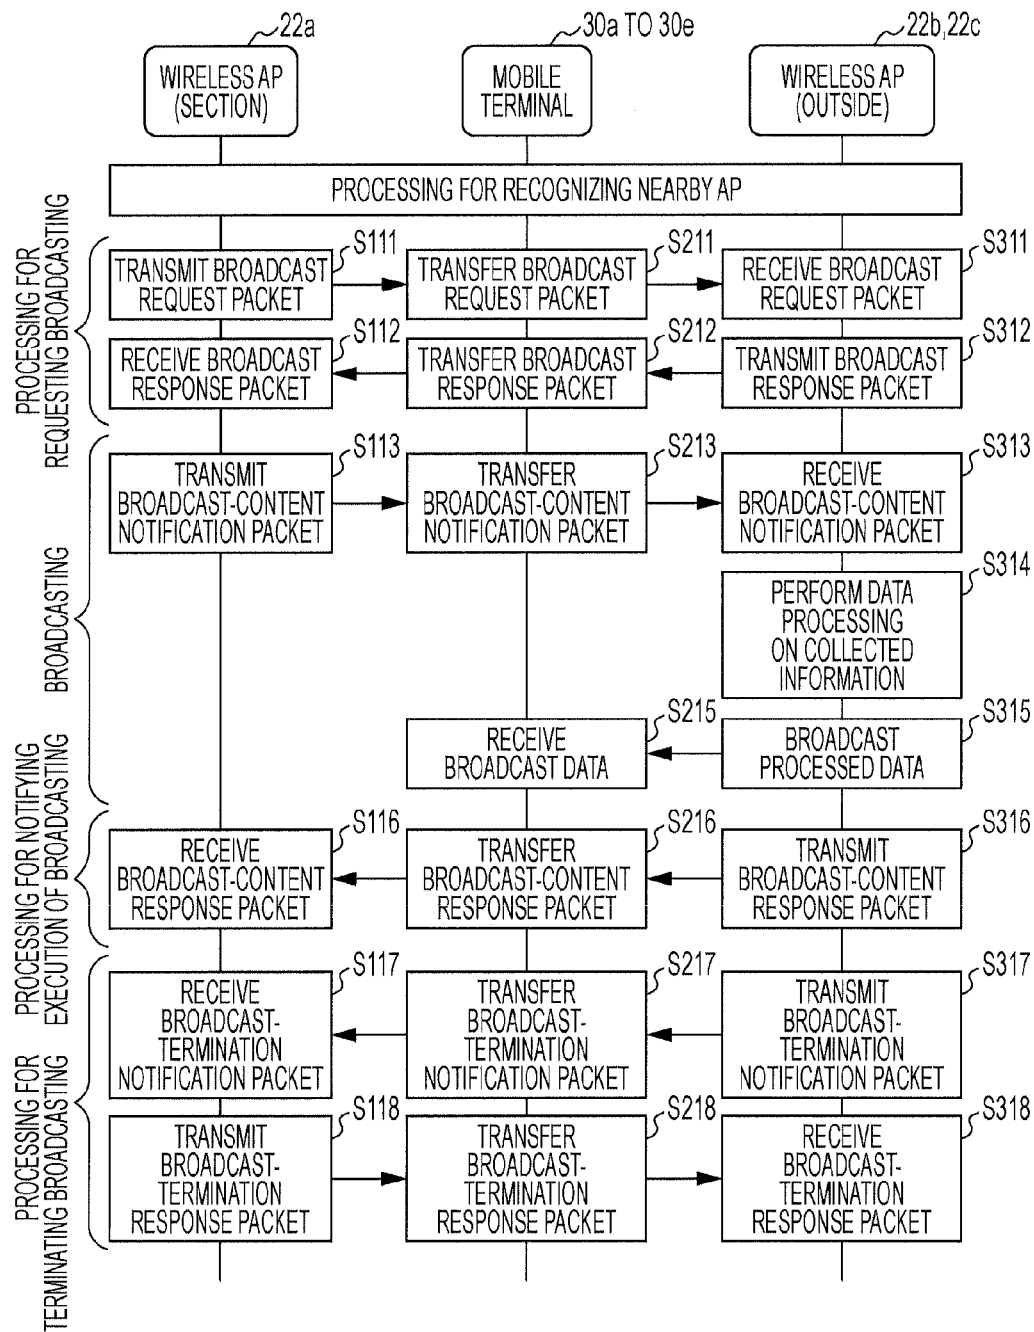 22a
30a TO 30e
22b,22c
WIRELESS AP
(SECTION)
MOBILE
TERMINAL
WIRELESS AP
(OUTSIDE)
PROCESSING FOR RECOGNIZING NEARBY AP
PROCESSING FOR
REQUESTING BROADCASTING
S111
TRANSMIT BROADCAST
REQUEST PACKET
S211
TRANSFER BROADCAST
REQUEST PACKET
S311
RECEIVE BROADCAST
REQUEST PACKET
S112
RECEIVE BROADCAST
RESPONSE PACKET
S212
TRANSFER BROADCAST
RESPONSE PACKET
S312
TRANSMIT BROADCAST
RESPONSE PACKET
BROADCASTING
S113
TRANSMIT
BROADCAST-CONTENT
NOTIFICATION PACKET
S213
TRANSFER
BROADCAST-CONTENT
NOTIFICATION PACKET
S313
RECEIVE
BROADCAST-CONTENT
NOTIFICATION PACKET
S314
PERFORM DATA
PROCESSING
ON COLLECTED
INFORMATION
S215
RECEIVE
BROADCAST DATA
S315
BROADCAST
PROCESSED DATA
PROCESSING FOR NOTIFYING
EXECUTION OF BROADCASTING
S116
RECEIVE
BROADCAST-CONTENT
RESPONSE PACKET
S216
TRANSFER
BROADCAST-CONTENT
RESPONSE PACKET
S316
TRANSMIT
BROADCAST-CONTENT
RESPONSE PACKET
PROCESSING FOR
TERMINATING BROADCASTING
S117
RECEIVE
BROADCAST-
TERMINATION
NOTIFICATION PACKET
S217
TRANSFER
BROADCAST-
TERMINATION
NOTIFICATION PACKET
S317
TRANSMIT
BROADCAST-
TERMINATION
NOTIFICATION PACKET
S118
TRANSMIT
BROADCAST-
TERMINATION
RESPONSE PACKET
S218
TRANSFER
BROADCAST-
TERMINATION
RESPONSE PACKET
S318
RECEIVE
BROADCAST-
TERMINATION
RESPONSE PACKET